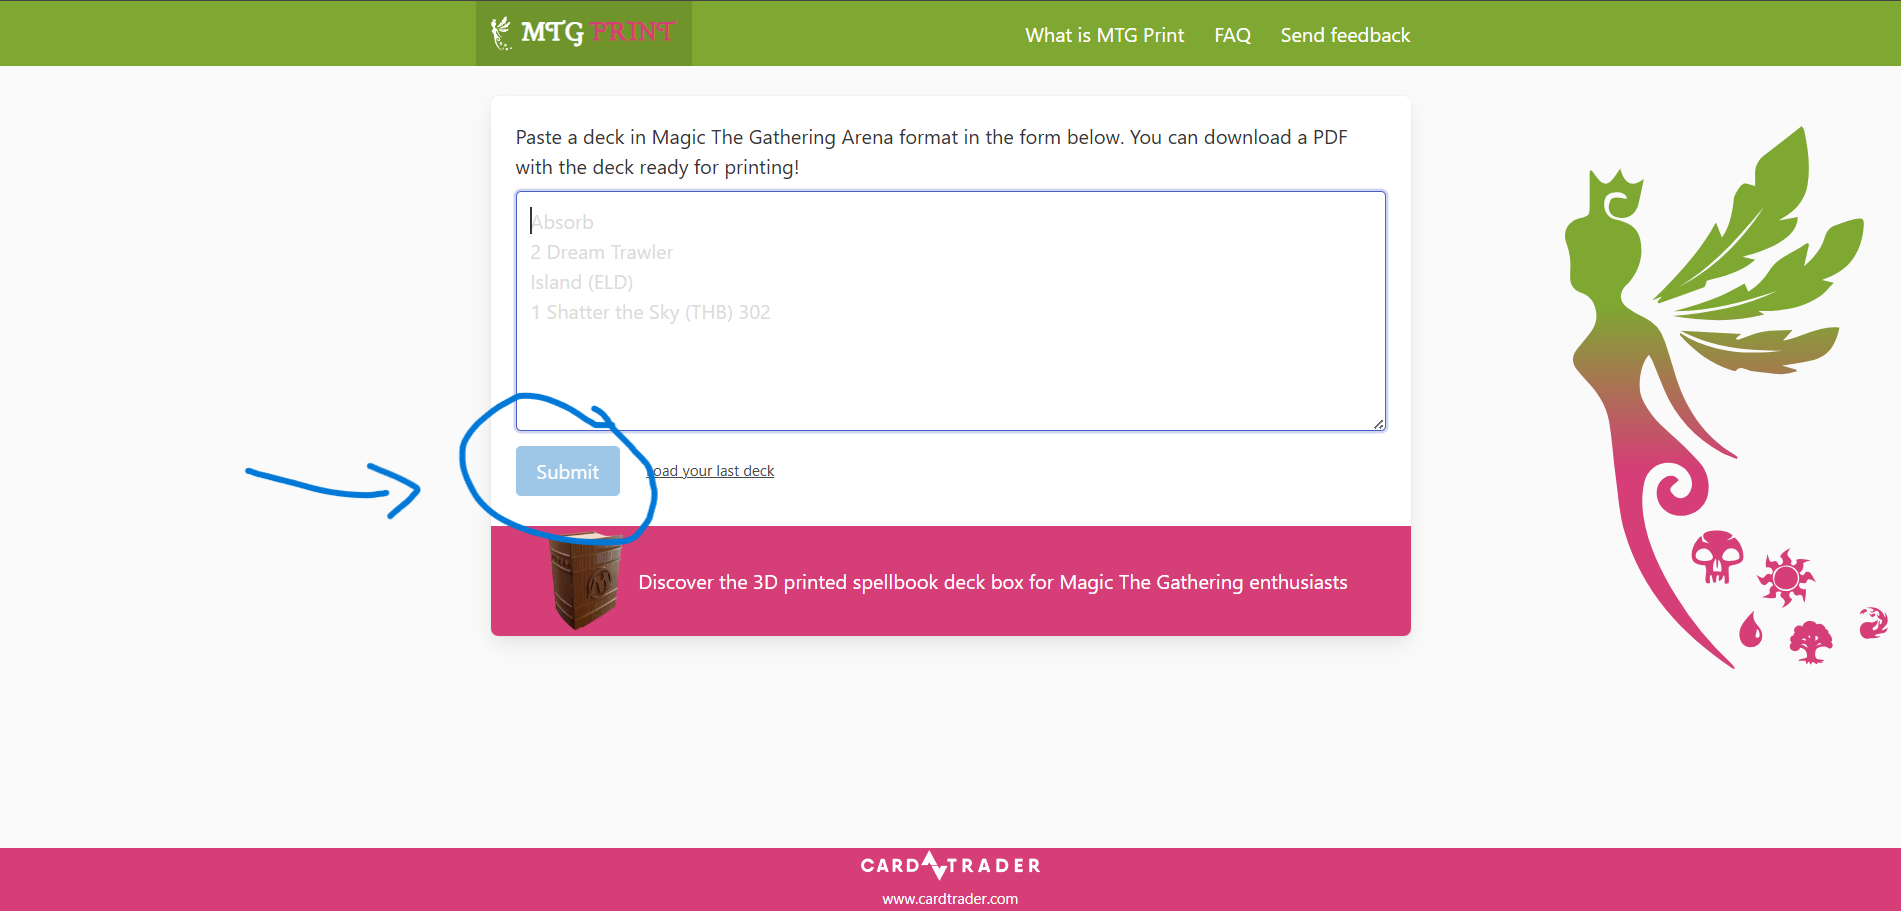 MTG PRINT
What is MTG Print
FAQ
Send feedback
Paste a deck in Magic The Gathering Arena format in the form below. You can download a PDF
with the deck ready for printing!
Absorb
2 Dream Trawler
Island (ELD)
1 Shatter the Sky (THB) 302
Submit
Load your last deck
Discover the 3D printed spellbook deck box for Magic The Gathering enthusiasts
CARD TRADER
www.cardtrader.com